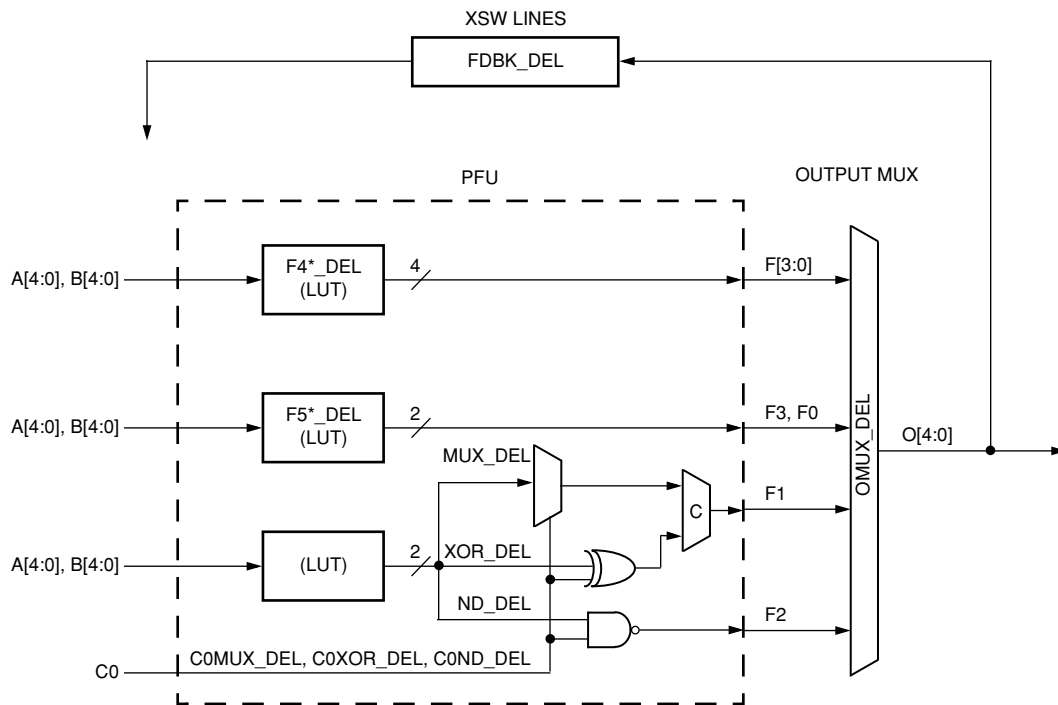 XSW LINES
FDBK_DEL
PFU
OUTPUT MUX
A[4:0], B[4:0]
F4*_DEL
(LUT)
4
F[3:0]
A[4:0], B[4:0]
F5*_DEL
(LUT)
2
F3, F0
OMUX_DEL
O[4:0]
MUX_DEL
C
F1
A[4:0], B[4:0]
(LUT)
2
XOR_DEL
ND_DEL
F2
C0
C0MUX_DEL, C0XOR_DEL, C0ND_DEL